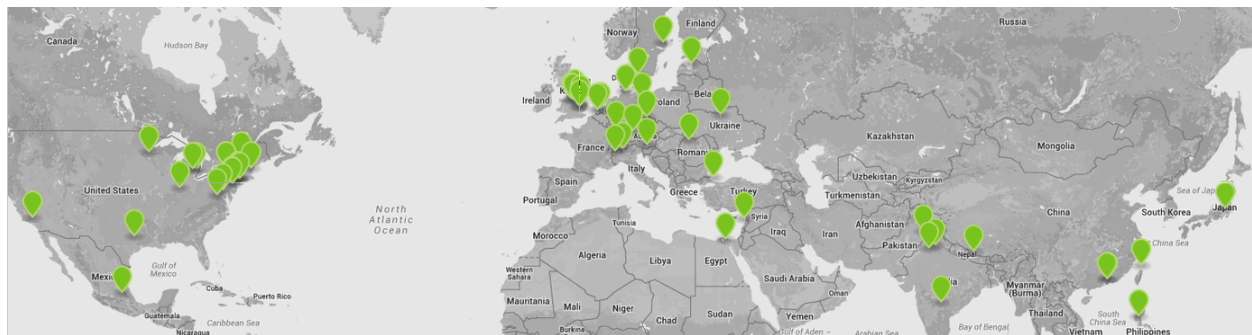 Canada
Hudson Bay
Norway
Finland
Russia
Ireland
Poland
Ukraine
Kazakhstan
Mongolia
France
Romani
United States
Italy
Uzbekistan
Kyrgyzstan
Spain
Greece
Turkey
Turkmenistan
Portugal
North
Atlantic
Ocean
Tunisia
Syria
China
South Korea
Sea of Jap
Japan
Afghanistan
Iraq
Iran
Morocco
China Sea
Pakistan
Nepal
Algeria
Libya
Egypt
Western
Sahara
Gulf of
Mexico
Saudi Arabia
Cuba
Puerto Rico
Oman
Myanmar
(Burma)
Mauritania
Mali
Niger
Sudan
Chad
Yemen
Thailand
South
China Sea
Guatemala
Caribbean Sea
Nicaragua
Burkina
Gulf of Aden
Arabian Sea
Bay of Bengal
Vietnam
Philippines